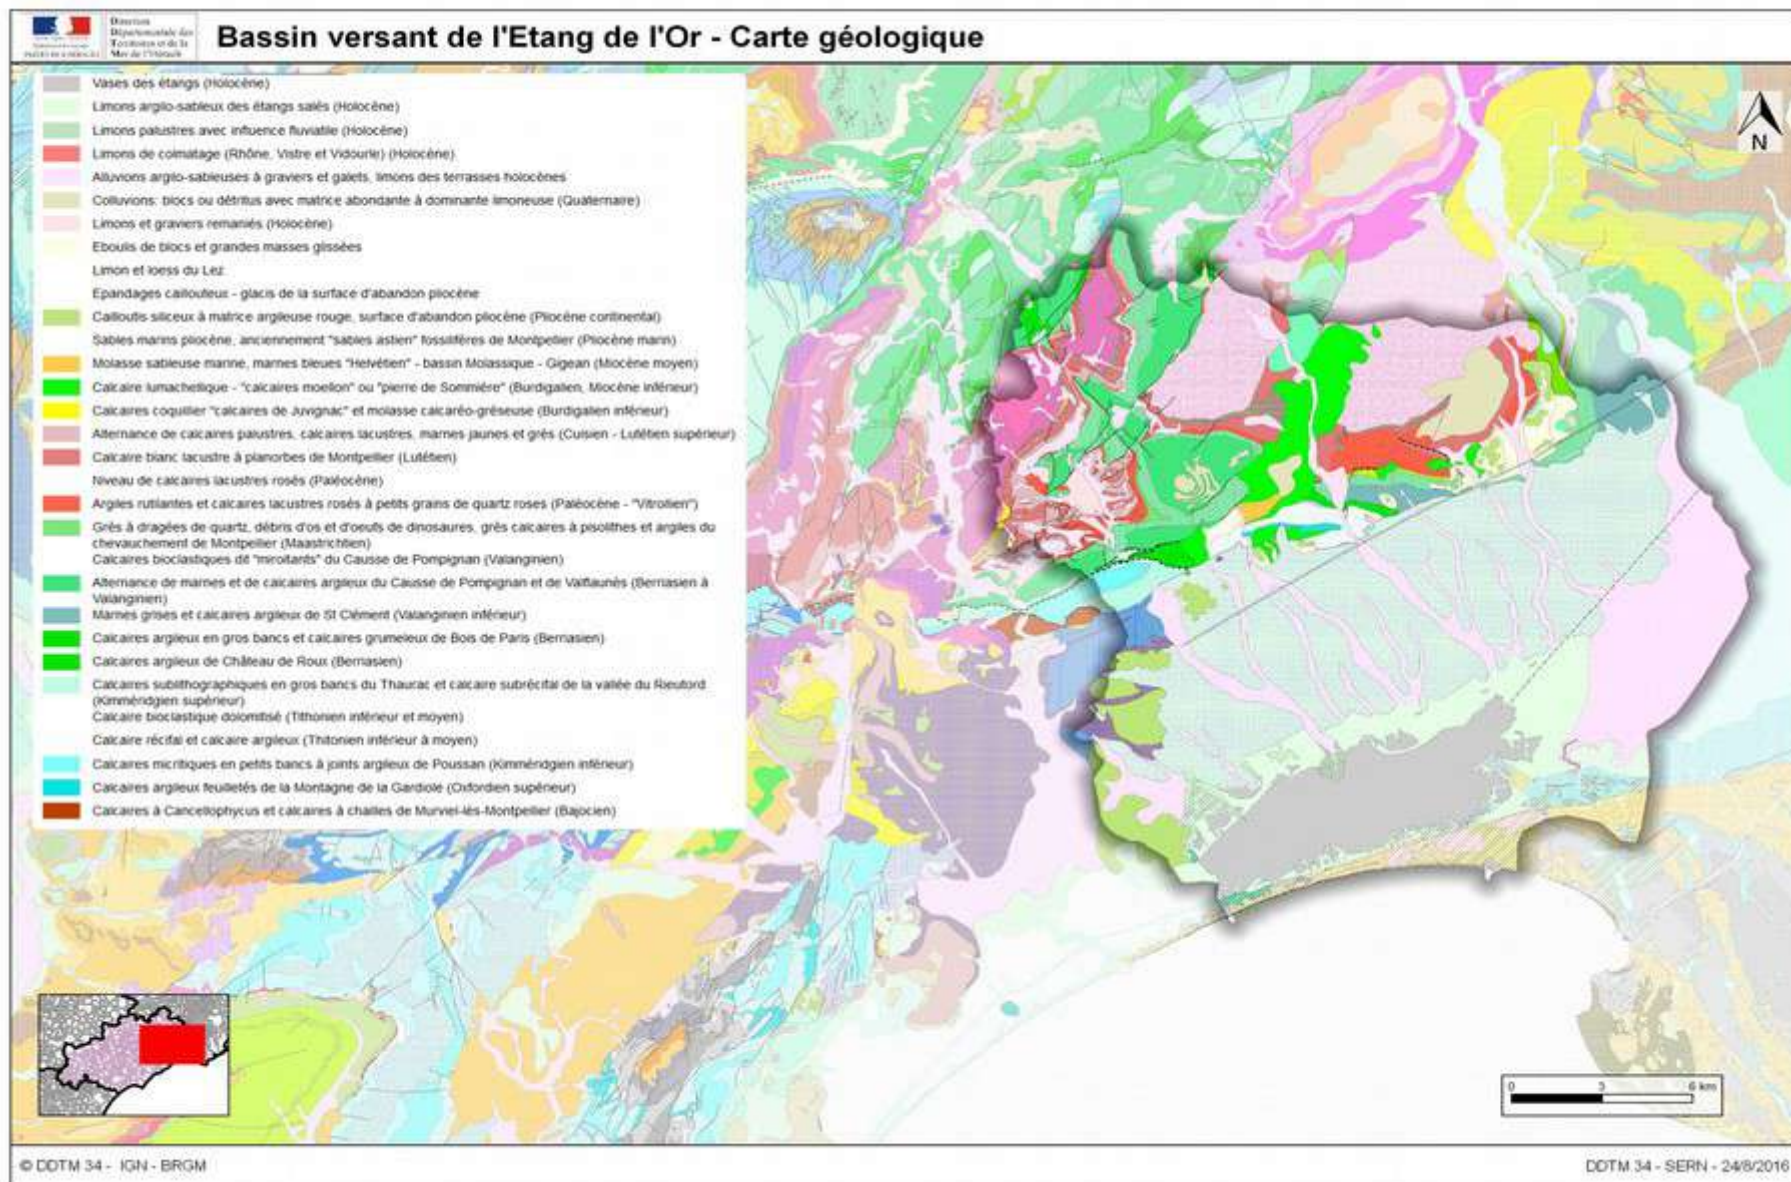 Direction
Départementale des
Territoires et de la
Mer de l'Hérault
Bassin versant de l'Etang de l'Or - Carte géologique
Vases des étangs (Holocène)
Limons argilo-sableux des étangs salés (Holocène)
Limons palustres avec influence fluviatile (Holocène)
Limons de colmatage (Rhône, Vistre et Vidourle) (Holocène)
Alluvions argilo-sableuses à graviers et galets, limons des terrasses holocènes
Colluvions: blocs ou détritus avec matrice abondante à dominante limoneuse (Quaternaire)
Limons et graviers remaniés (Holocène)
Eboulis de blocs et grandes masses glissées
Limon et loess du Lez
Epandages caillouteux - glacis de la surface d'abandon pliocène
Cailloutis siliceux à matrice argileuse rouge, surface d'abandon pliocène (Pliocène continental)
Sables marins pliocène, anciennement "sables astien" fossilifères de Montpellier (Pliocène marin)
Molasse sableuse marine, marnes bleues "Helvétien" - bassin Molassique - Gigean (Miocène moyen)
Calcaire lumachellique - "calcaires moellon" ou "pierre de Sommière" (Burdigalien, Miocène inférieur)
Calcaires coquillier "calcaires de Juvignac" et molasse calcaréo-gréseuse (Burdigalien inférieur)
Alternance de calcaires palustres, calcaires lacustres, marnes jaunes et grés (Cuisien - Lutétien supérieur)
Calcaire blanc lacustre à planorbes de Montpellier (Lutétien)
Niveau de calcaires lacustres rosés (Paléocène)
Argiles rutilantes et calcaires lacustres rosés à petits grains de quartz roses (Paléocène - "Vitrollien")
Grès à dragées de quartz, débris d'os et d'oeufs de dinosaures, grès calcaires à pisolithes et argiles du
chevauchement de Montpellier (Maastrichtien)
Calcaires bioclastiques dit "miroitants" du Causse de Pompignan (Valanginien)
Alternance de marnes et de calcaires argileux du Causse de Pompignan et de Valflaunès (Berriasien à
Valanginien)
Marnes grises et calcaires argileux de St Clément (Valanginien inférieur)
Calcaires argileux en gros bancs et calcaires grumeleux de Bois de Paris (Berriasien)
Calcaires argileux de Château de Roux (Berriasien)
Calcaires sublithographiques en gros bancs du Thaurac et calcaire subrécifal de la vallée du Rieutord
(Kimméridgien supérieur)
Calcaire bioclastique dolomitisé (Tithonien inférieur et moyen)
Calcaire récifal et calcaire argileux (Thitonien inférieur à moyen)
Calcaires micritiques en petits bancs à joints argileux de Poussan (Kimméridgien inférieur)
Calcaires argileux feuilletés de la Montagne de la Gardiole (Oxfordien supérieur)
Calcaires à Cancellophycus et calcaires à chailles de Murviel-lès-Montpellier (Bajocien)
N
0 3 6 km
© DDTM 34 - IGN - BRGM
DDTM 34 - SERN - 24/8/2016